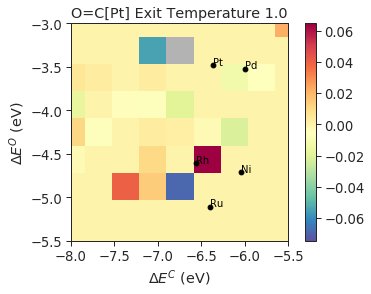 O=C[Pt] Exit Temperature 1.0
−3.0
−3.5
−4.0
−4.5
−5.0
−5.5
ΔE^O (eV)
Pt
Pd
Rh
Ni
Ru
−8.0 −7.5 −7.0 −6.5 −6.0 −5.5
ΔE^C (eV)
0.06
0.04
0.02
0.00
−0.02
−0.04
−0.06